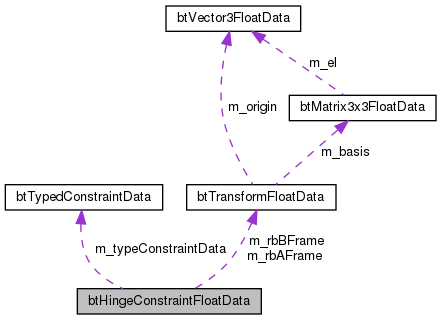 btVector3FloatData
m_el
m_origin
btMatrix3x3FloatData
m_basis
btTypedConstraintData
btTransformFloatData
m_typeConstraintData
m_rbBFrame
m_rbAFrame
btHingeConstraintFloatData